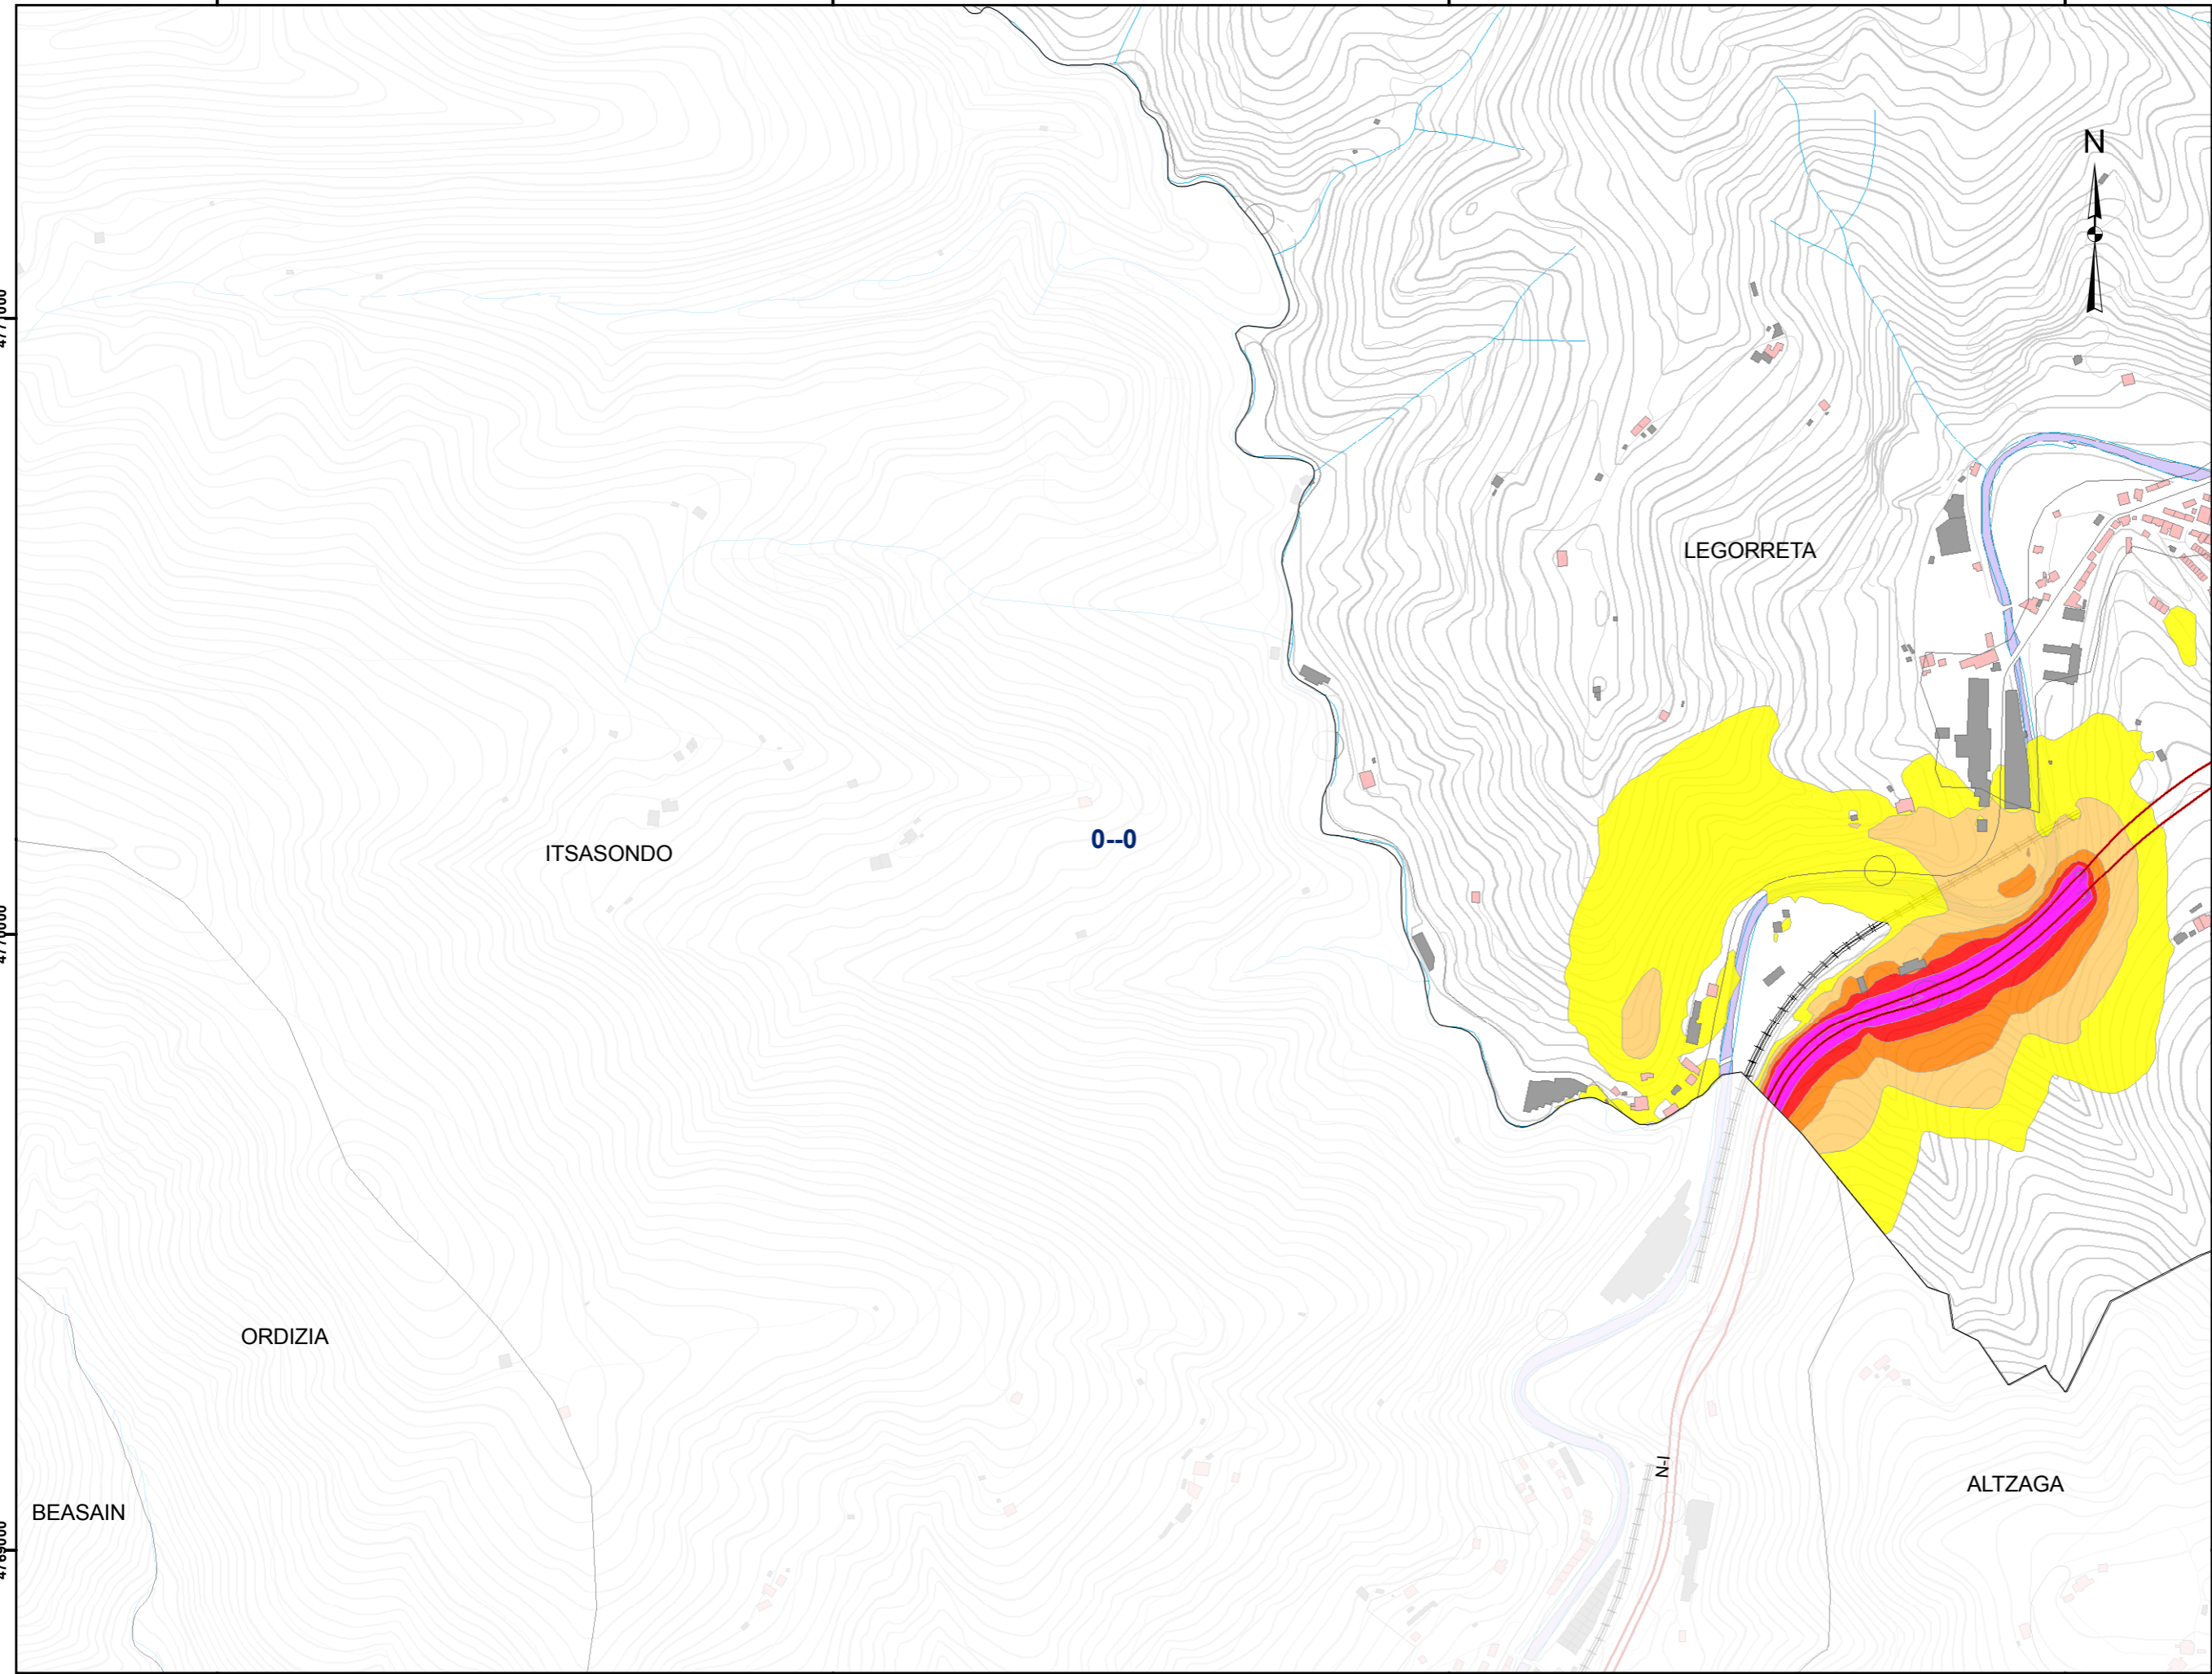 N
LEGORRETA
ITSASONDO
0--0
ORDIZIA
N-I
ALTZAGA
BEASAIN